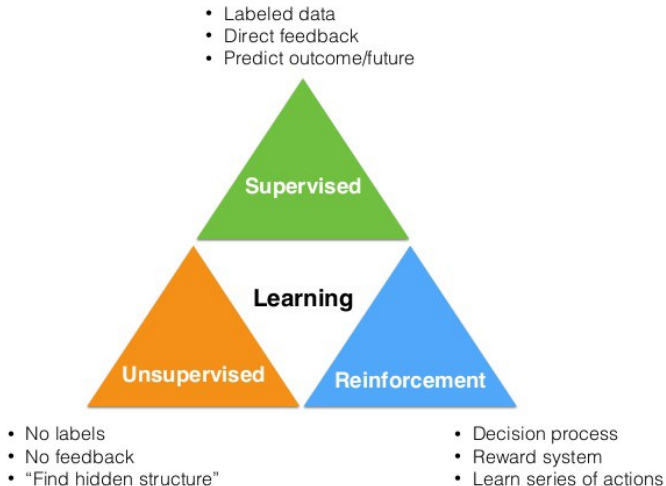 • Labeled data
• Direct feedback
• Predict outcome/future
Supervised
Learning
Unsupervised
Reinforcement
• No labels
• No feedback
• “Find hidden structure”
• Decision process
• Reward system
• Learn series of actions